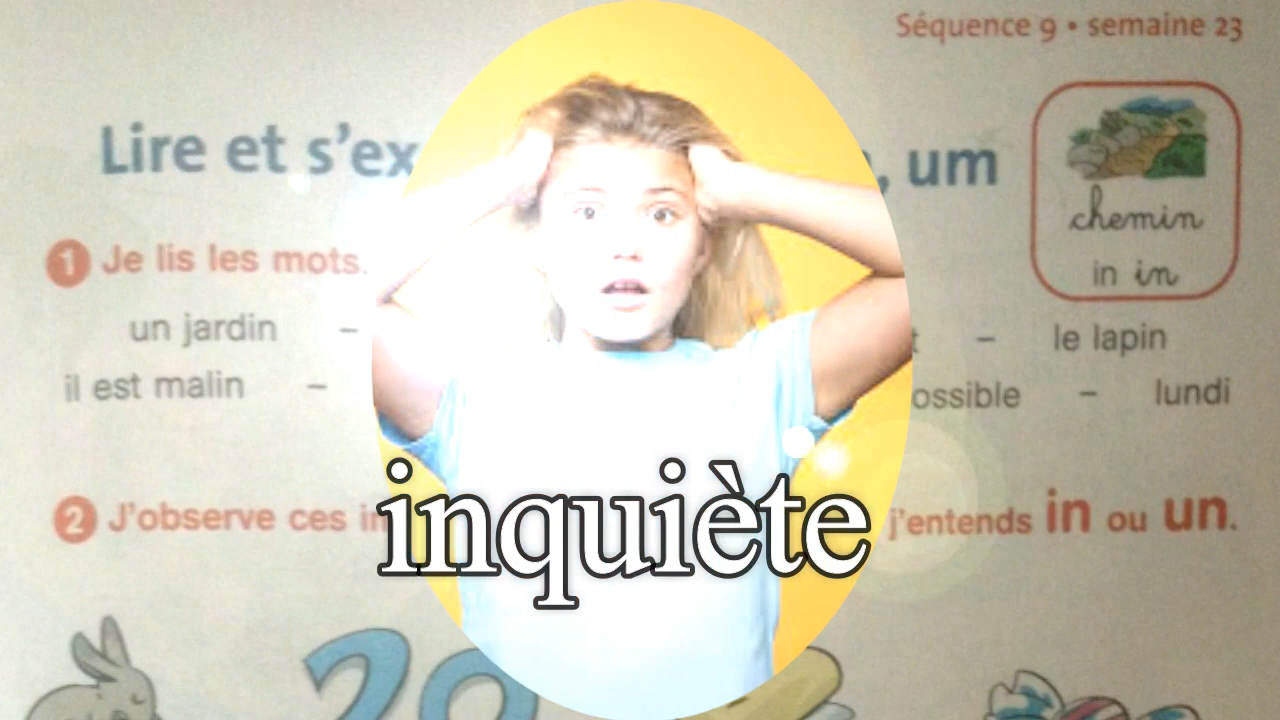 Séquence 9 • semaine 23
Lire et s'ex , um
chemin
in in
1 Je lis les mots.
un jardin – – le lapin
il est malin – ossible – lundi
2 J'observe ces in j'entends in ou un.
inquiète
20